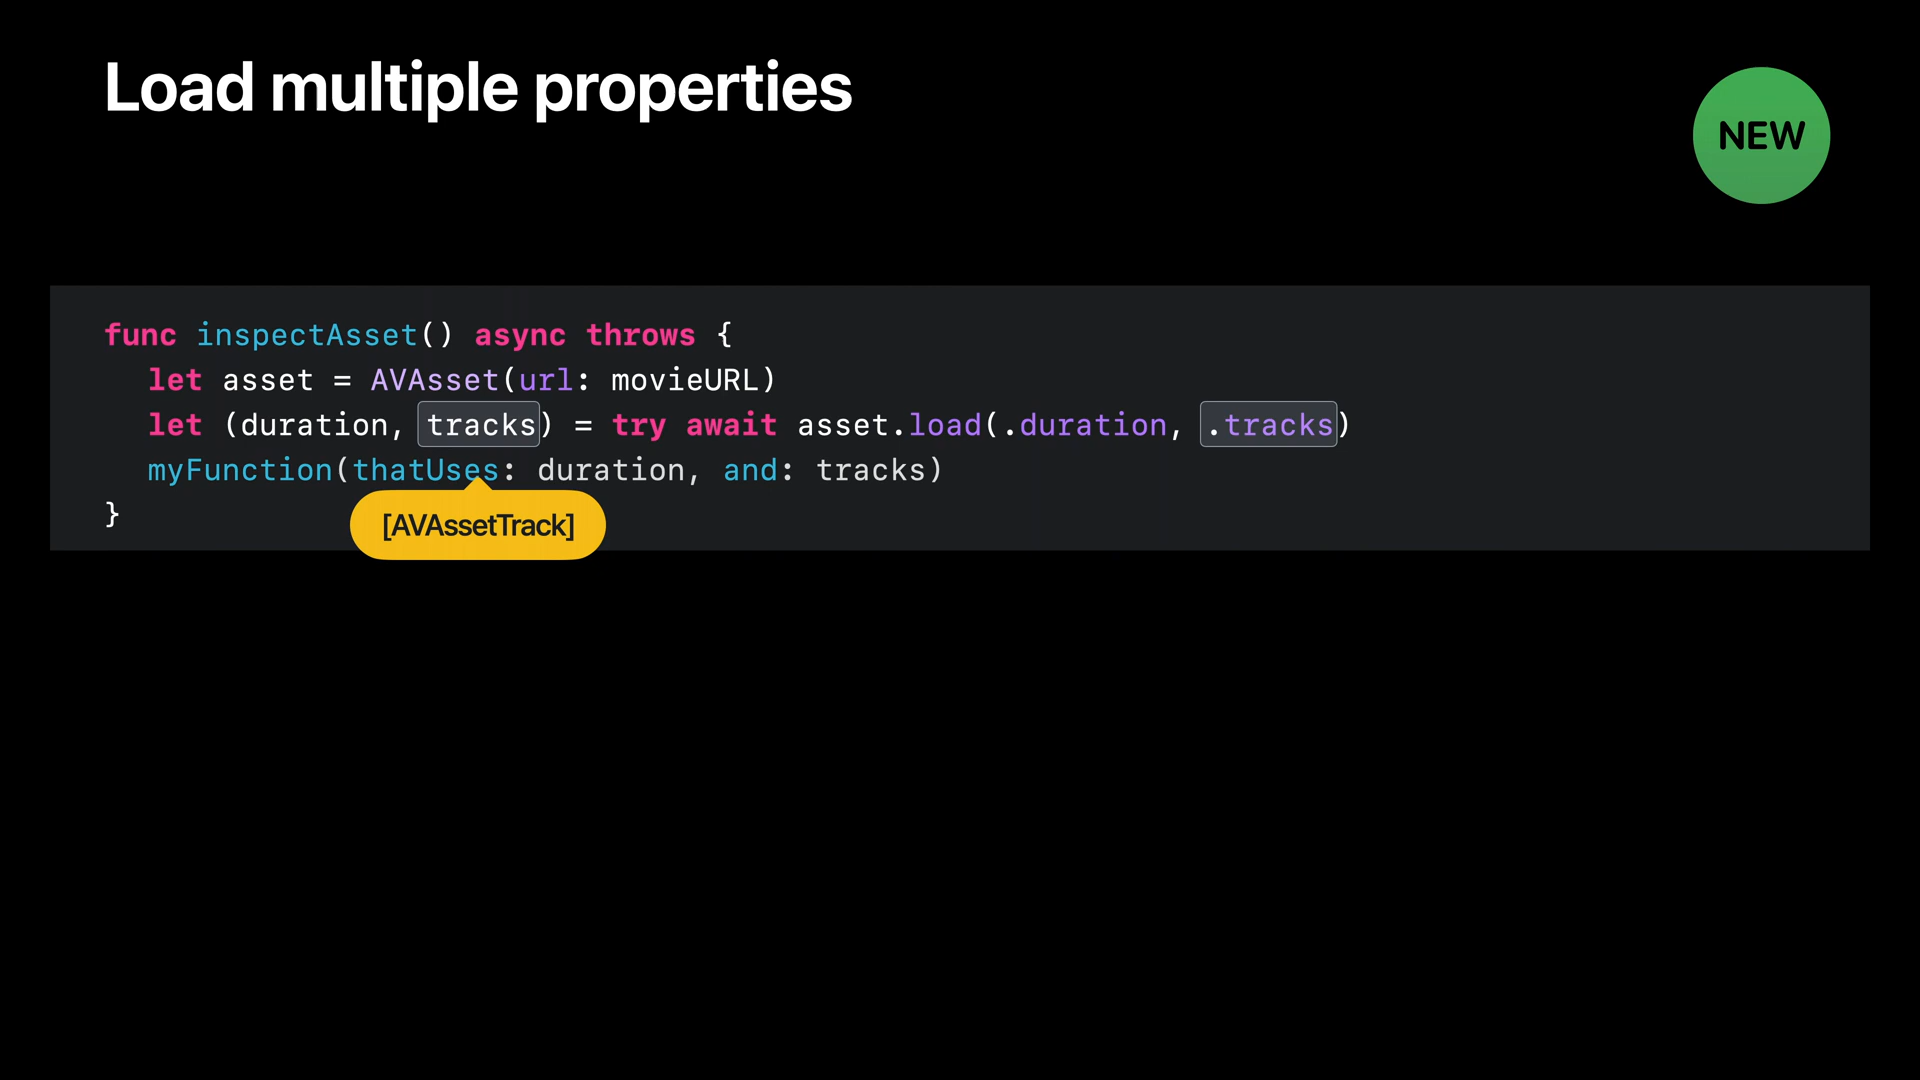 Load multiple properties
NEW
func inspectAsset() async throws {
let asset = AVAsset(url: movieURL)
let (duration, tracks) = try await asset.load(.duration, .tracks)
myFunction(thatUses: duration, and: tracks)
}
[AVAssetTrack]